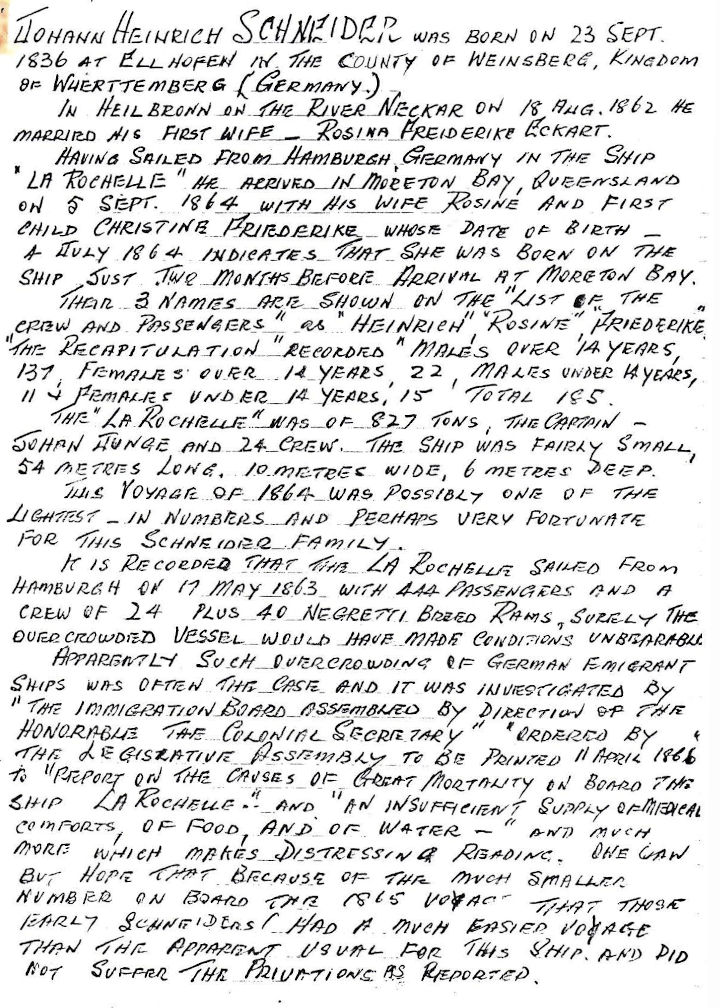 JOHANN HEINRICH SCHNEIDER WAS BORN ON 23 SEPT.
1836 AT ELLHOFEN IN THE COUNTY OF WEINSBERG, KINGDOM
OF WUERTTEMBERG (GERMANY).
IN HEILBRONN ON THE RIVER NECKAR ON 18 AUG. 1862 HE
MARRIED HIS FIRST WIFE - ROSINA FREIDERIKE ECKART.
HAVING SAILED FROM HAMBURGH, GERMANY IN THE SHIP
"LA ROCHELLE" HE ARRIVED IN MORETON BAY, QUEENSLAND
ON 5 SEPT. 1864 WITH HIS WIFE ROSINE AND FIRST
CHILD CHRISTINE FRIEDERIKE WHOSE DATE OF BIRTH -
4 JULY 1864 INDICATES THAT SHE WAS BORN ON THE
SHIP JUST TWO MONTHS BEFORE ARRIVAL AT MORETON BAY.
THEIR 3 NAMES ARE SHOWN ON THE "LIST OF THE
CREW AND PASSENGERS" as "HEINRICH", "ROSINE", "FRIEDERIKE"
"THE RECAPITULATION" RECORDED "MALES OVER 14 YEARS,
137, FEMALES OVER 14 YEARS 22, MALES UNDER 14 YEARS,
11 & FEMALES UNDER 14 YEARS, 15 TOTAL 185.
THE "LA ROCHELLE" WAS OF 827 TONS, THE CAPTAIN -
JOHAN JUNGE AND 24 CREW. THE SHIP WAS FAIRLY SMALL,
54 METRES LONG, 10 METRES WIDE, 6 METRES DEEP.
THIS VOYAGE OF 1864 WAS POSSIBLY ONE OF THE
LIGHTEST - IN NUMBERS AND PERHAPS VERY FORTUNATE
FOR THIS SCHNEIDER FAMILY.
IT IS RECORDED THAT THE LA ROCHELLE SAILED FROM
HAMBURGH ON 17 MAY 1863 WITH 444 PASSENGERS AND A
CREW OF 24 PLUS 40 NEGRETTI BREED RAMS, SURELY THE
OVERCROWDED VESSEL WOULD HAVE MADE CONDITIONS UNBEARABLE
APPARENTLY SUCH OVERCROWDING OF GERMAN EMIGRANT
SHIPS WAS OFTEN THE CASE AND IT WAS INVESTIGATED BY
"THE IMMIGRATION BOARD ASSEMBLED BY DIRECTION OF THE
HONORABLE THE COLONIAL SECRETARY" "ORDERED BY
THE LEGISLATIVE ASSEMBLY TO BE PRINTED 11 APRIL 1866"
To "REPORT ON THE CAUSES OF GREAT MORTALITY ON BOARD THE
SHIP LA ROCHELLE." AND "AN INSUFFICIENT SUPPLY OF MEDICAL
COMFORTS, OF FOOD, AND OF WATER - " AND MUCH
MORE WHICH MAKES DISTRESSING READING. ONE CAN
BUT HOPE THAT BECAUSE OF THE MUCH SMALLER
NUMBER ON BOARD THE 1865 VOYAGE THAT THOSE
EARLY SCHNEIDERS' HAD A MUCH EASIER VOYAGE
THAN THE APPARENT USUAL FOR THIS SHIP. AND DID
NOT SUFFER THE PRIVATIONS AS REPORTED.